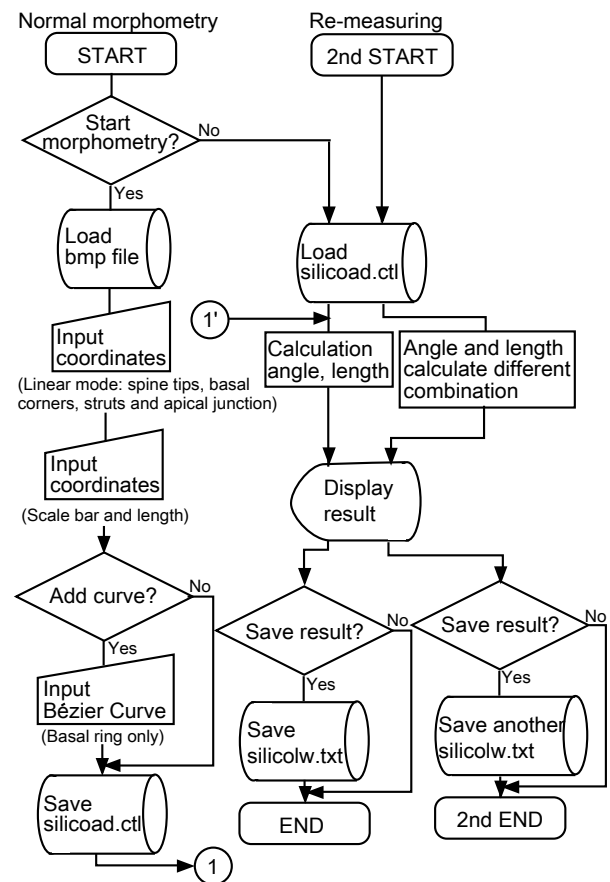 Normal morphometry
START
Start
morphometry?
No
Yes
Load
bmp file
Input
coordinates
(Linear mode: spine tips, basal
corners, struts and apical junction)
Input
coordinates
(Scale bar and length)
Add curve?
No
Yes
Input
Bézier Curve
(Basal ring only)
Save
silicoad.ctl
1
Re-measuring
2nd START
Load
silicoad.ctl
1'
Calculation
angle, length
Angle and length
calculate different
combination
Display
result
Save result?
No
Yes
Save
silicolw.txt
END
Save result?
No
Yes
Save another
silicolw.txt
2nd END